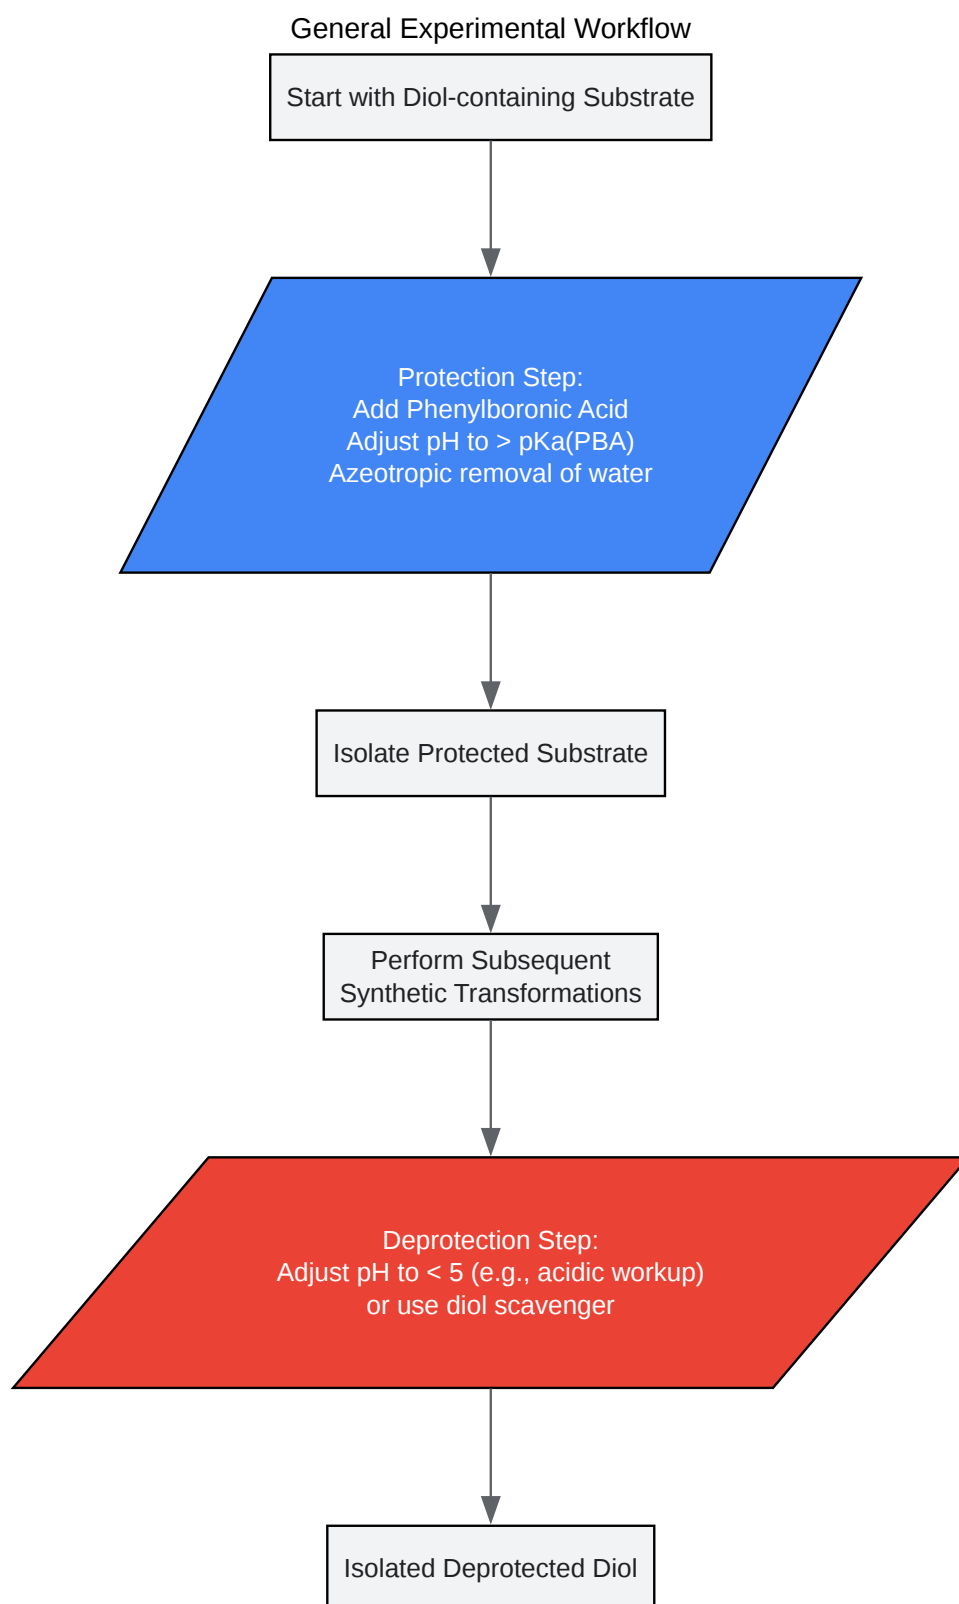 General Experimental Workflow
Start with Diol-containing Substrate
Protection Step:
Add Phenylboronic Acid
Adjust pH to > pKa(PBA)
Azeotropic removal of water
Isolate Protected Substrate
Perform Subsequent
Synthetic Transformations
Deprotection Step:
Adjust pH to < 5 (e.g., acidic workup)
or use diol scavenger
Isolated Deprotected Diol